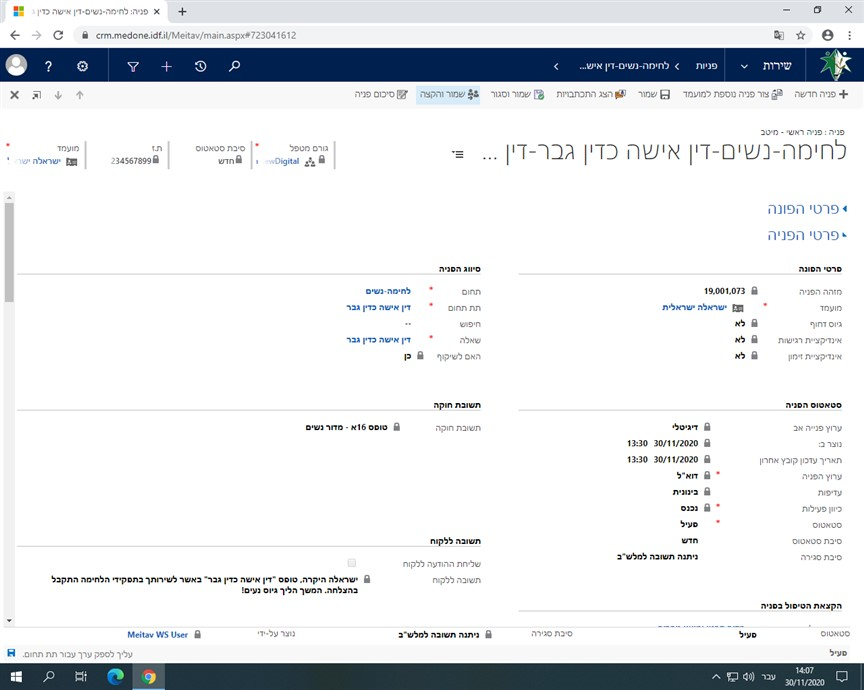 פניה: לחימה-נשים-דין אישה כדין ג
crm.medone.idf.il/Meitav/main.aspx#723041612
שירות
פניות
לחימה-נשים-דין איש...
פניה חדשה
צור פניה נוספת למועמד
שמור
הצג התכתבויות
שמור וסגור
שמור והקצה
סיכום פניה
פניה : פניה ראשי - מיטב
לחימה-נשים-דין אישה כדין גבר-דין ...
גורם מטפל
ewDigital
סיבת סטאטוס
חדש
ת.ז
234567899
מועמד
ישראלה ישר
פרטי הפונה
פרטי הפניה
פרטי הפונה
מזהה הפניה 19,001,073
מועמד ישראלה ישראלית
גיוס דחוף לא
אינדיקציית רגישות לא
אינדיקציית זימון לא
סיווג הפניה
תחום לחימה-נשים
תת תחום דין אישה כדין גבר
חיפוש --
שאלה דין אישה כדין גבר
האם לשיקוף כן
סטאטוס הפניה
ערוץ פנייה אב דיגיטלי
נוצר ב: 30/11/2020 13:30
תאריך עדכון קובץ אחרון 30/11/2020 13:30
ערוץ הפניה דוא"ל
עדיפות בינונית
כיוון פעילות נכנס
סטאטוס פעיל
סיבת סטאטוס חדש
סיבת סגירה ניתנה תשובה למלש"ב
תשובת חוקה
תשובת חוקה טופס 16א - מדור נשים
תשובה ללקוח
שליחת ההודעה ללקוח
תשובה ללקוח ישראלה היקרה, טופס "דין אישה כדין גבר" באשר לשירותך בתפקידי הלחימה התקבל
בהצלחה. המשך הליך גיוס נעים!
הקצאת הטיפול בפניה
סטאטוס פעיל
סיבת סגירה ניתנה תשובה למלש"ב
נוצר על-ידי Meitav WS User
פעיל
עליך לספק ערך עבור תת תחום.
עבר
14:07
30/11/2020